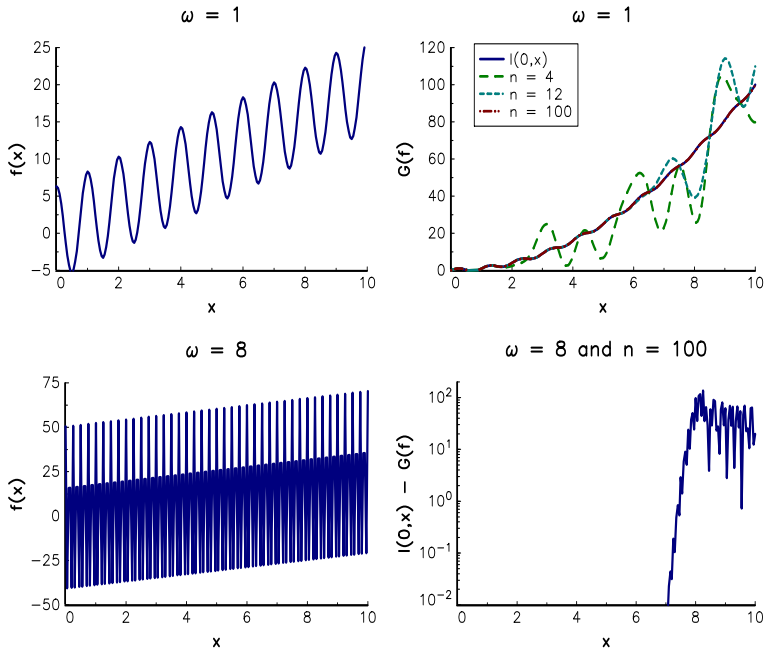 ω = 1
25
20
15
10
5
0
−5
f(x)
0 2 4 6 8 10
x
ω = 1
120
100
80
60
40
20
0
G(f)
I(0,x)
n = 4
n = 12
n = 100
0 2 4 6 8 10
x
ω = 8
75
50
25
0
−25
−50
f(x)
0 2 4 6 8 10
x
ω = 8 and n = 100
10²
10¹
10⁰
10⁻¹
10⁻²
I(0,x) − G(f)
0 2 4 6 8 10
x